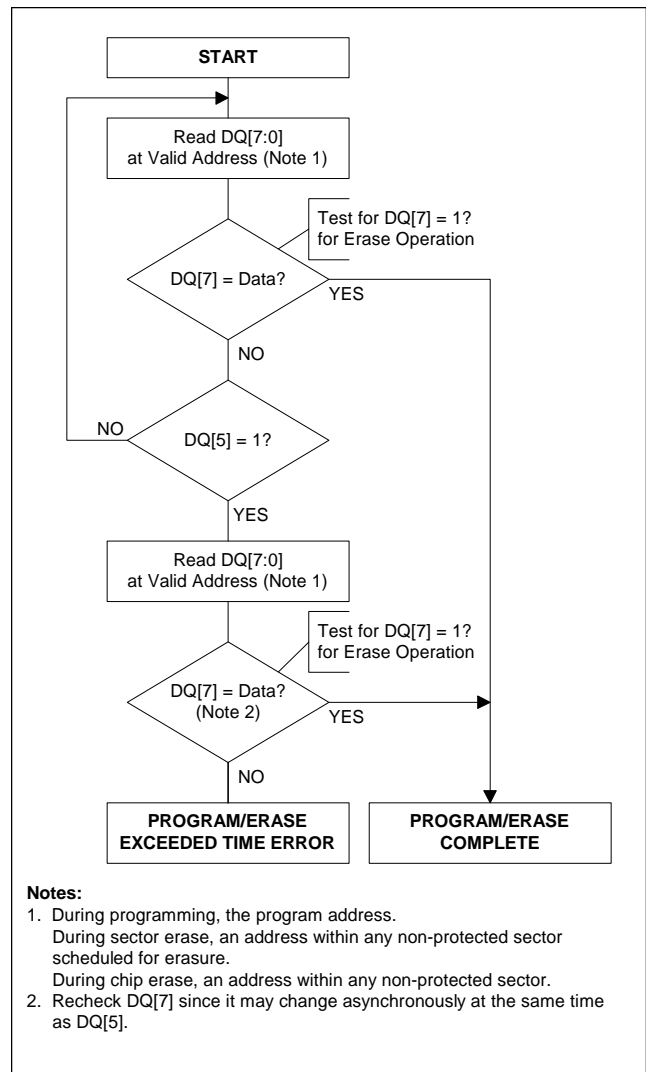 START
Read DQ[7:0]
at Valid Address (Note 1)
Test for DQ[7] = 1?
for Erase Operation
DQ[7] = Data?
YES
NO
NO
DQ[5] = 1?
YES
Read DQ[7:0]
at Valid Address (Note 1)
Test for DQ[7] = 1?
for Erase Operation
DQ[7] = Data?
(Note 2)
YES
NO
PROGRAM/ERASE
EXCEEDED TIME ERROR
PROGRAM/ERASE
COMPLETE
Notes:
1. During programming, the program address.
During sector erase, an address within any non-protected sector
scheduled for erasure.
During chip erase, an address within any non-protected sector.
2. Recheck DQ[7] since it may change asynchronously at the same time
as DQ[5].